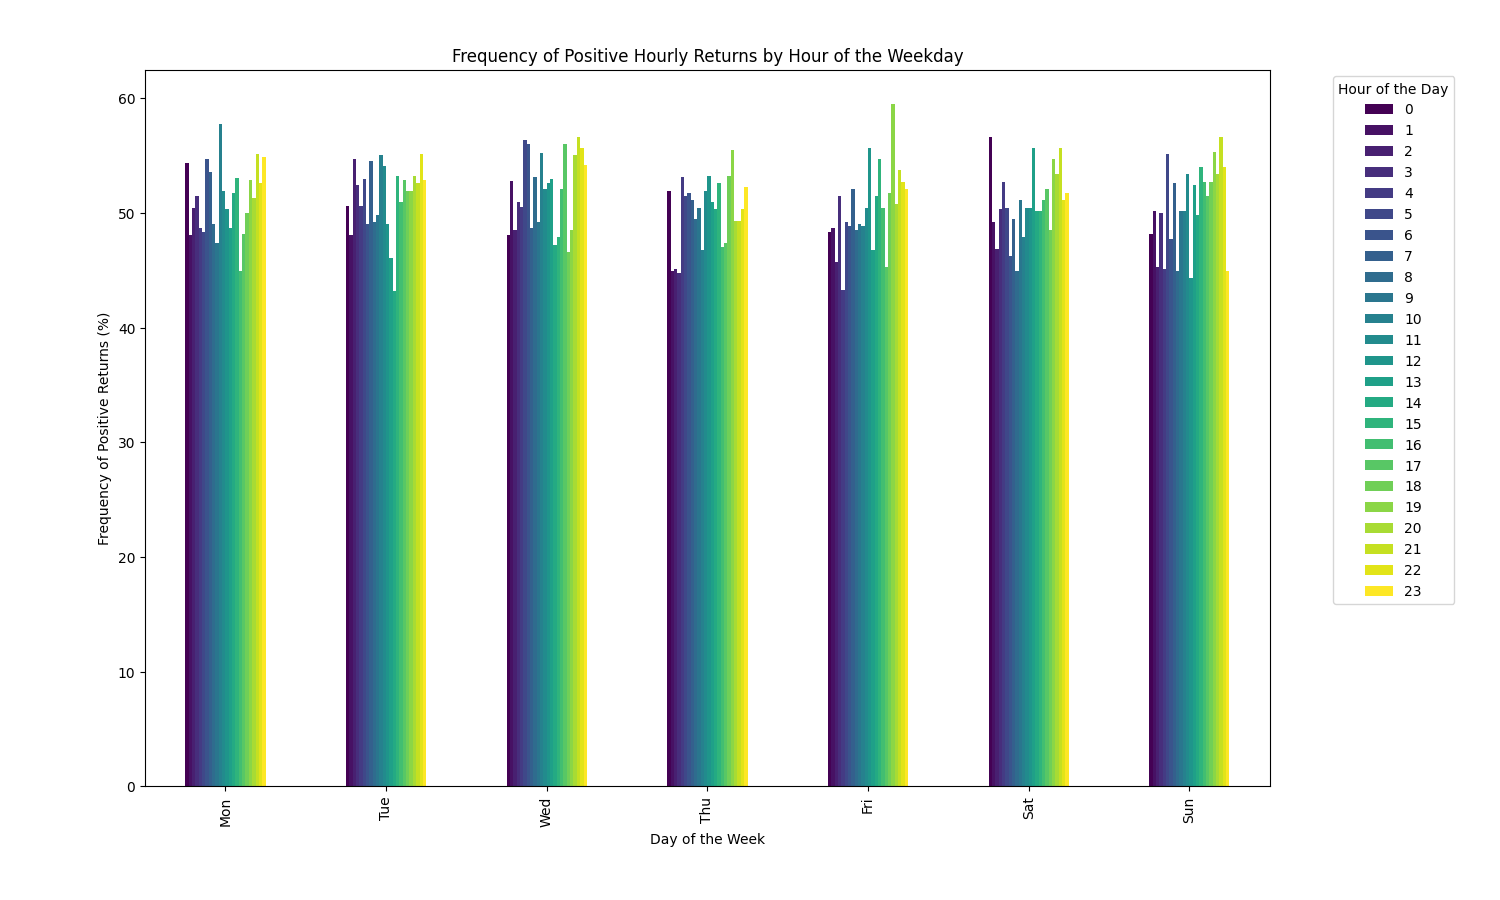 Frequency of Positive Hourly Returns by Hour of the Weekday
Frequency of Positive Returns (%)
60
50
40
30
20
10
0
Mon
Tue
Wed
Thu
Fri
Sat
Sun
Day of the Week
Hour of the Day
0
1
2
3
4
5
6
7
8
9
10
11
12
13
14
15
16
17
18
19
20
21
22
23